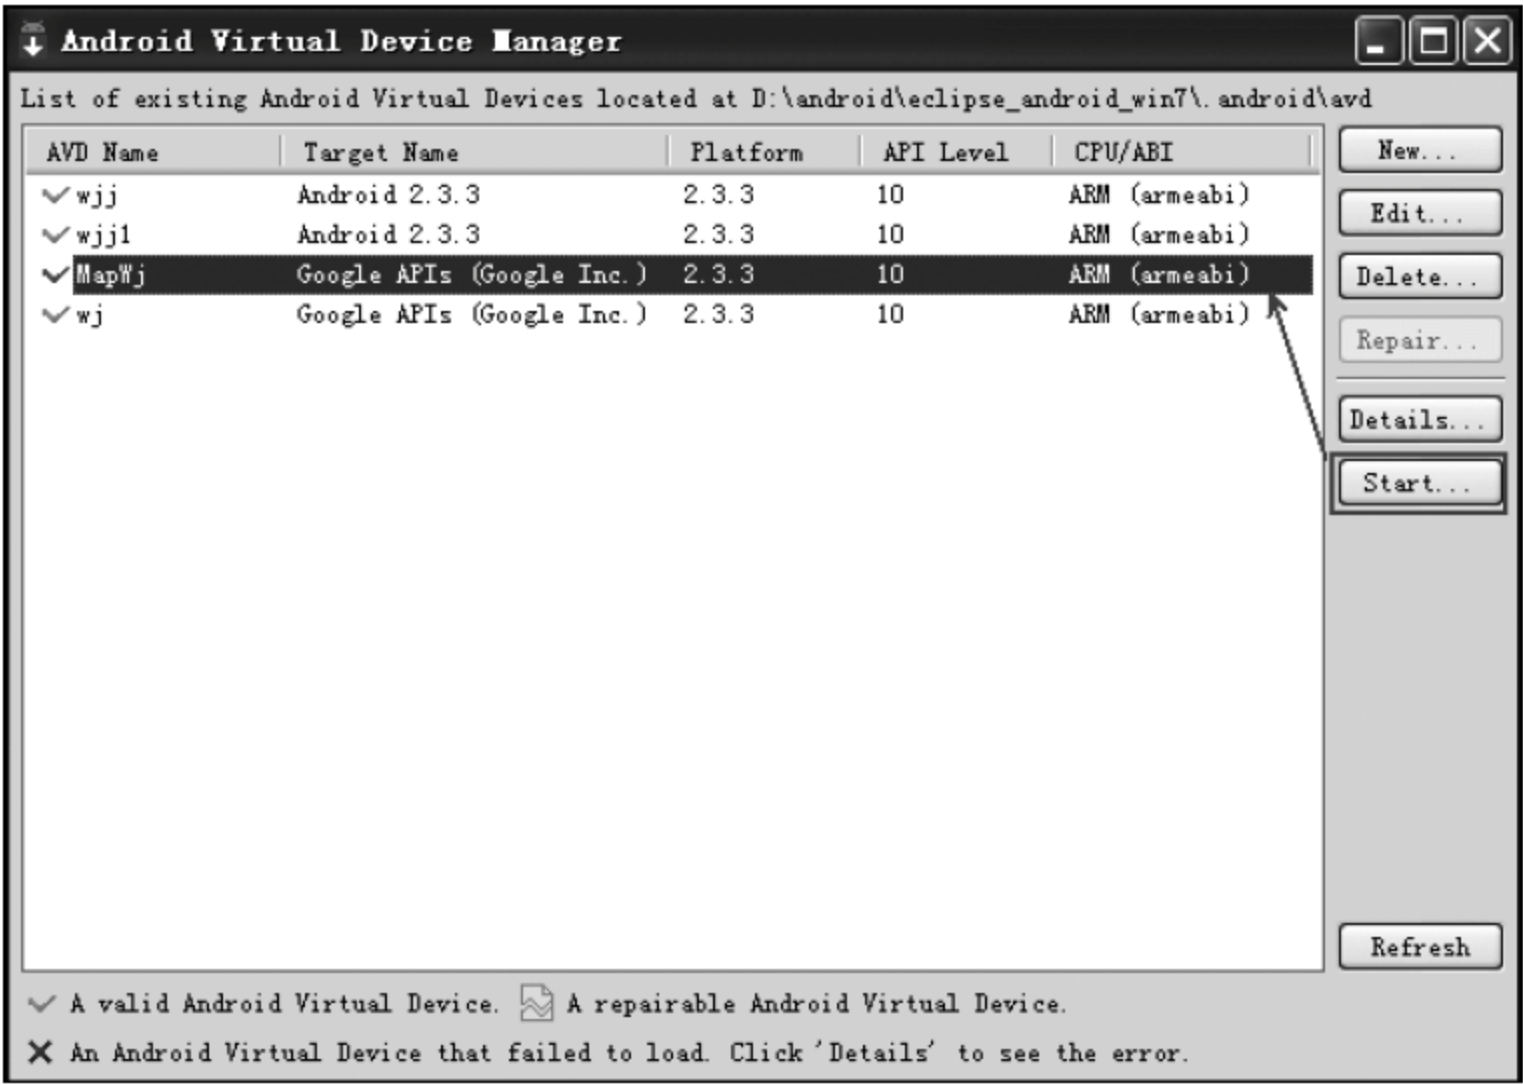 Android Virtual Device Manager
List of existing Android Virtual Devices located at D:\android\eclipse_android_win7\.android\avd
AVD Name Target Name Platform API Level CPU/ABI
wjj Android 2.3.3 2.3.3 10 ARM (armeabi)
wjj1 Android 2.3.3 2.3.3 10 ARM (armeabi)
MapWj Google APIs (Google Inc.) 2.3.3 10 ARM (armeabi)
wj Google APIs (Google Inc.) 2.3.3 10 ARM (armeabi)
New...
Edit...
Delete...
Repair...
Details...
Start...
Refresh
A valid Android Virtual Device. A repairable Android Virtual Device.
An Android Virtual Device that failed to load. Click 'Details' to see the error.